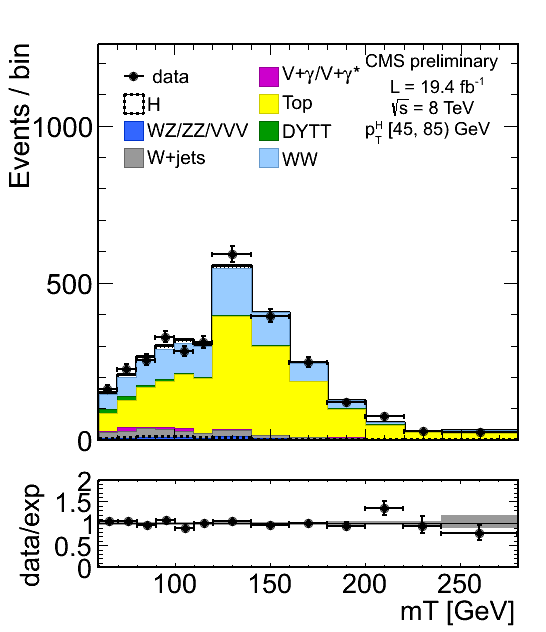 CMS preliminary
L = 19.4 fb⁻¹
√s = 8 TeV
p_T^H [45, 85) GeV
data
H
WZ/ZZ/VVV
W+jets
V+γ/V+γ*
Top
DYTT
WW
Events / bin
1000
500
0
data/exp
2
1.5
1
0.5
0
100 150 200 250
mT [GeV]